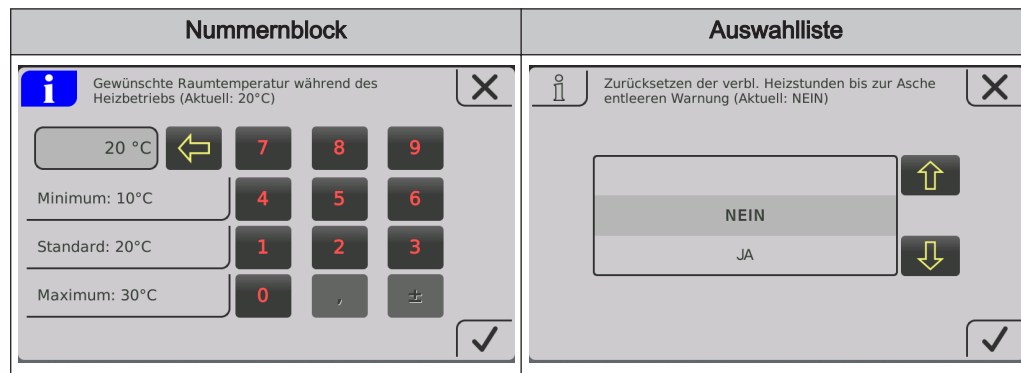 Nummernblock
Auswahlliste
i
Gewünschte Raumtemperatur während des
Heizbetriebs (Aktuell: 20°C)
20 °C
7 8 9
Minimum: 10°C
4 5 6
Standard: 20°C
1 2 3
Maximum: 30°C
0 , ±
i
Zurücksetzen der verbl. Heizstunden bis zur Asche
entleeren Warnung (Aktuell: NEIN)
NEIN
JA